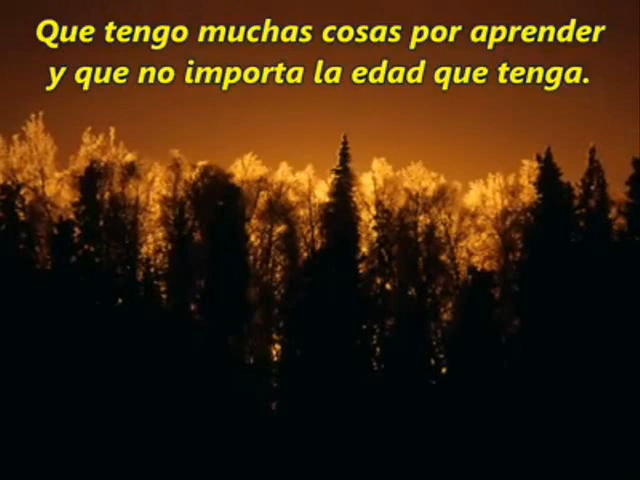 Que tengo muchas cosas por aprender
y que no importa la edad que tenga.